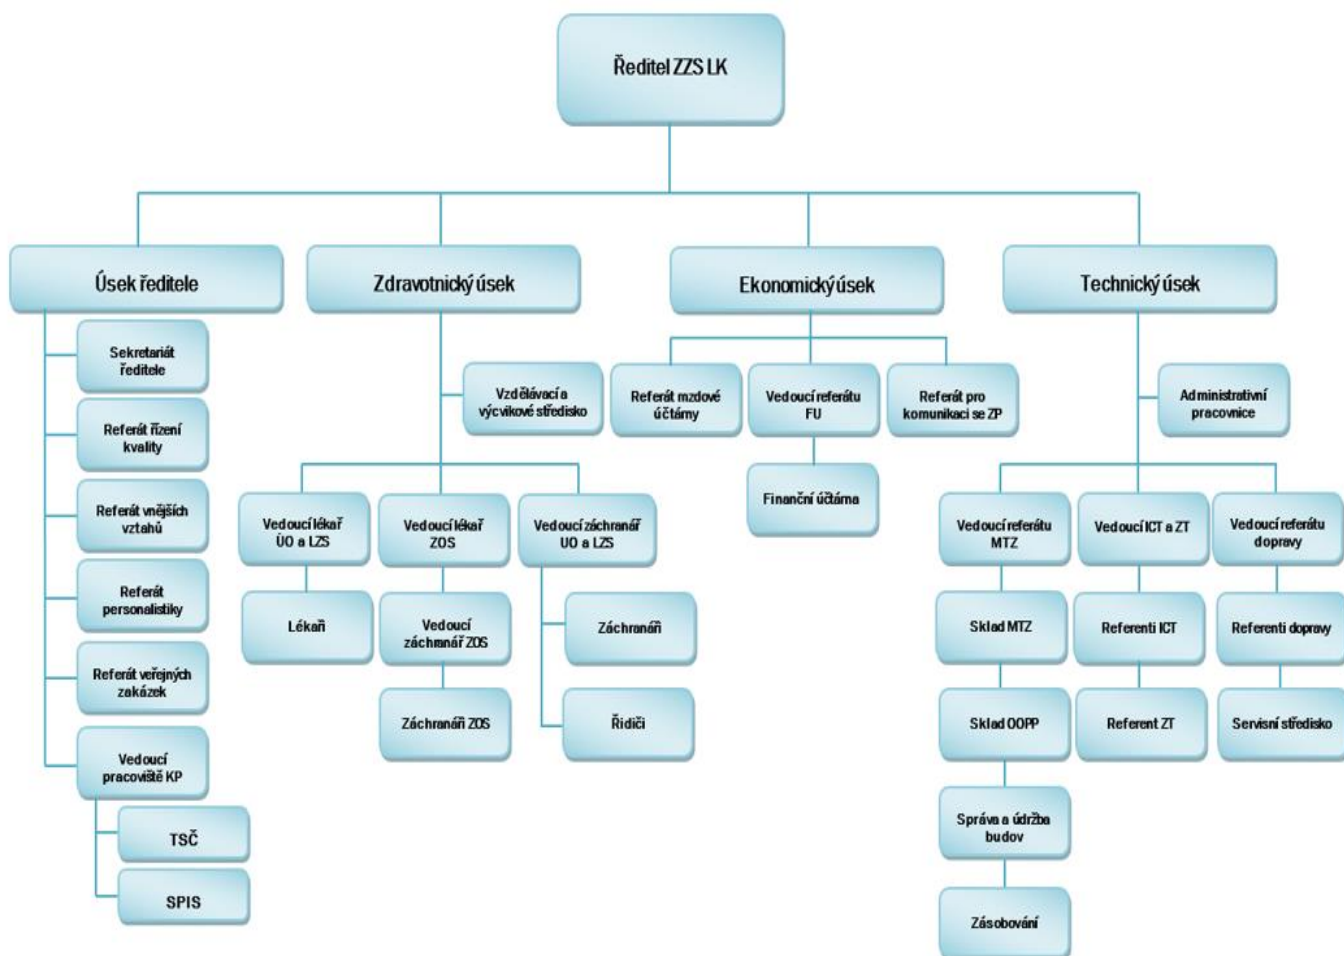 Ředitel ZZS LK
Úsek ředitele
Zdravotnický úsek
Ekonomický úsek
Technický úsek
Sekretariát
ředitele
Referát řízení
kvality
Referát vnějších
vztahů
Referát
personalistiky
Referát veřejných
zakázek
Vedoucí
pracoviště KP
TSČ
SPIS
Vzdělávací a
výcvikové středisko
Vedoucí lékař
ÚO a LZS
Lékaři
Vedoucí lékař
ZOS
Vedoucí
záchranář ZOS
Záchranáři ZOS
Vedoucí záchranář
UO a LZS
Záchranáři
Řidiči
Referát mzdové
účtárny
Vedoucí referátu
FU
Finanční účtárna
Referát pro
komunikaci se ZP
Administrativní
pracovnice
Vedoucí referátu
MTZ
Sklad MTZ
Sklad OOPP
Správa a údržba
budov
Zásobování
Vedoucí ICT a ZT
Referenti ICT
Referent ZT
Vedoucí referátu
dopravy
Referenti dopravy
Servisní středisko